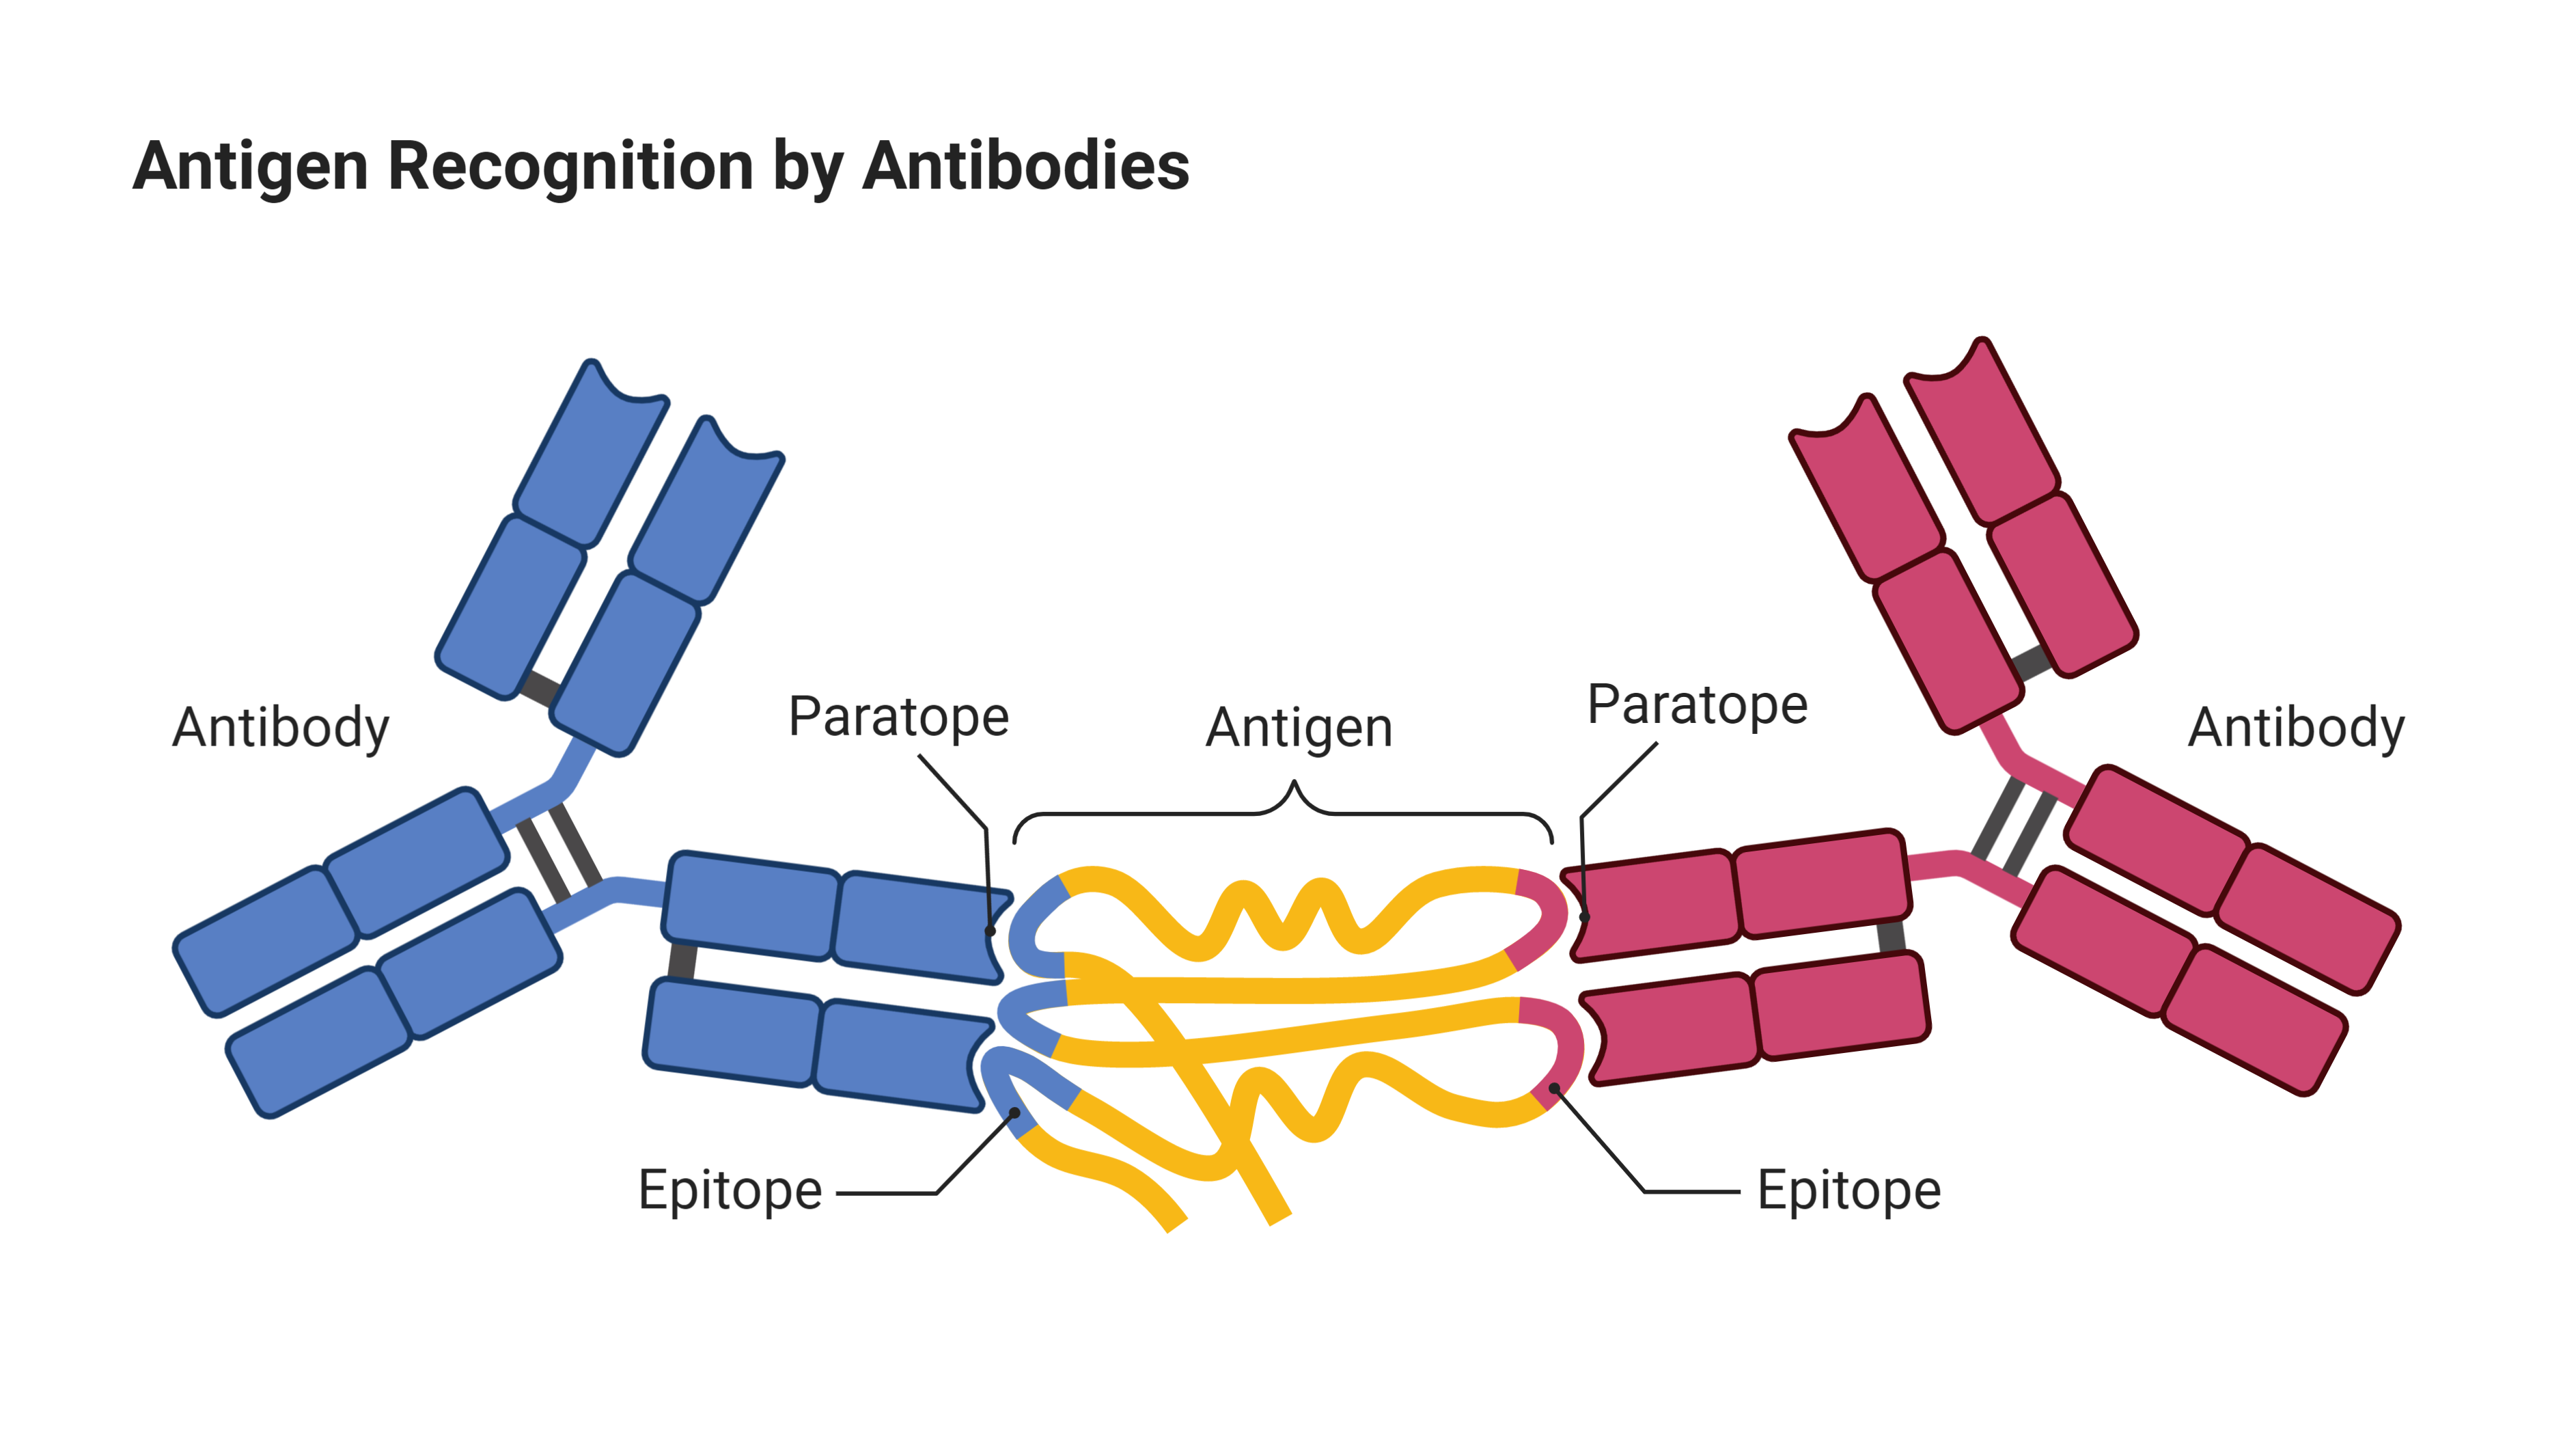 Antigen Recognition by Antibodies
Antibody
Paratope
Antigen
Paratope
Antibody
Epitope
Epitope